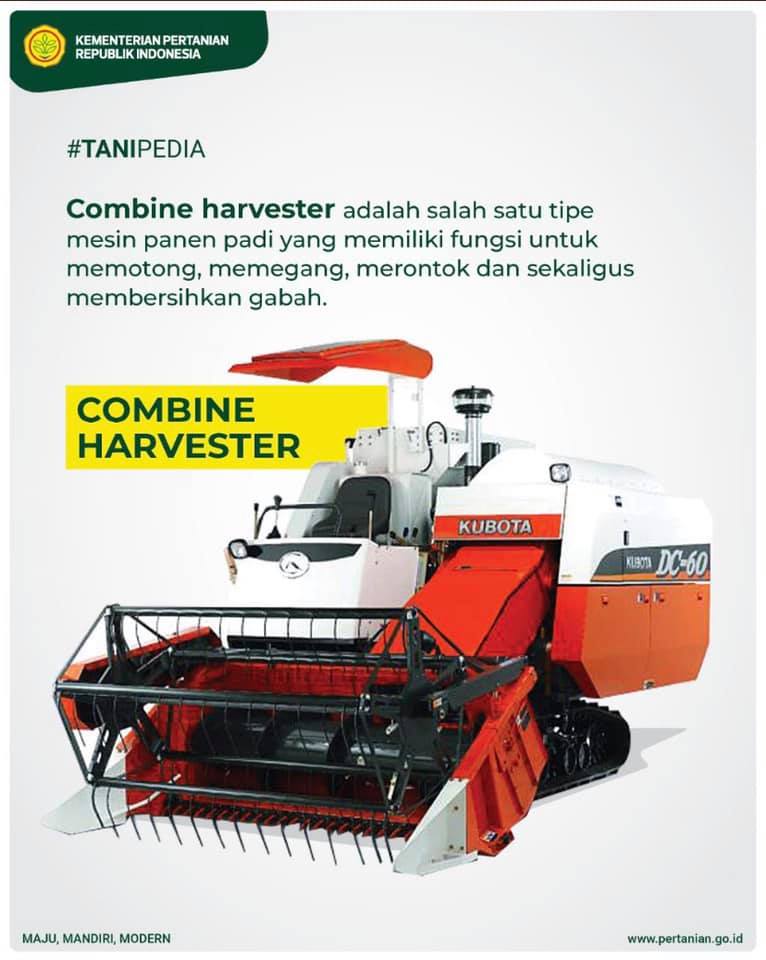 KEMENTERIAN PERTANIAN
REPUBLIK INDONESIA
#TANIPEDIA
Combine harvester adalah salah satu tipe
mesin panen padi yang memiliki fungsi untuk
memotong, memegang, merontok dan sekaligus
membersihkan gabah.
COMBINE
HARVESTER
KUBOTA
KUBOTA DC-60
MAJU, MANDIRI, MODERN
www.pertanian.go.id